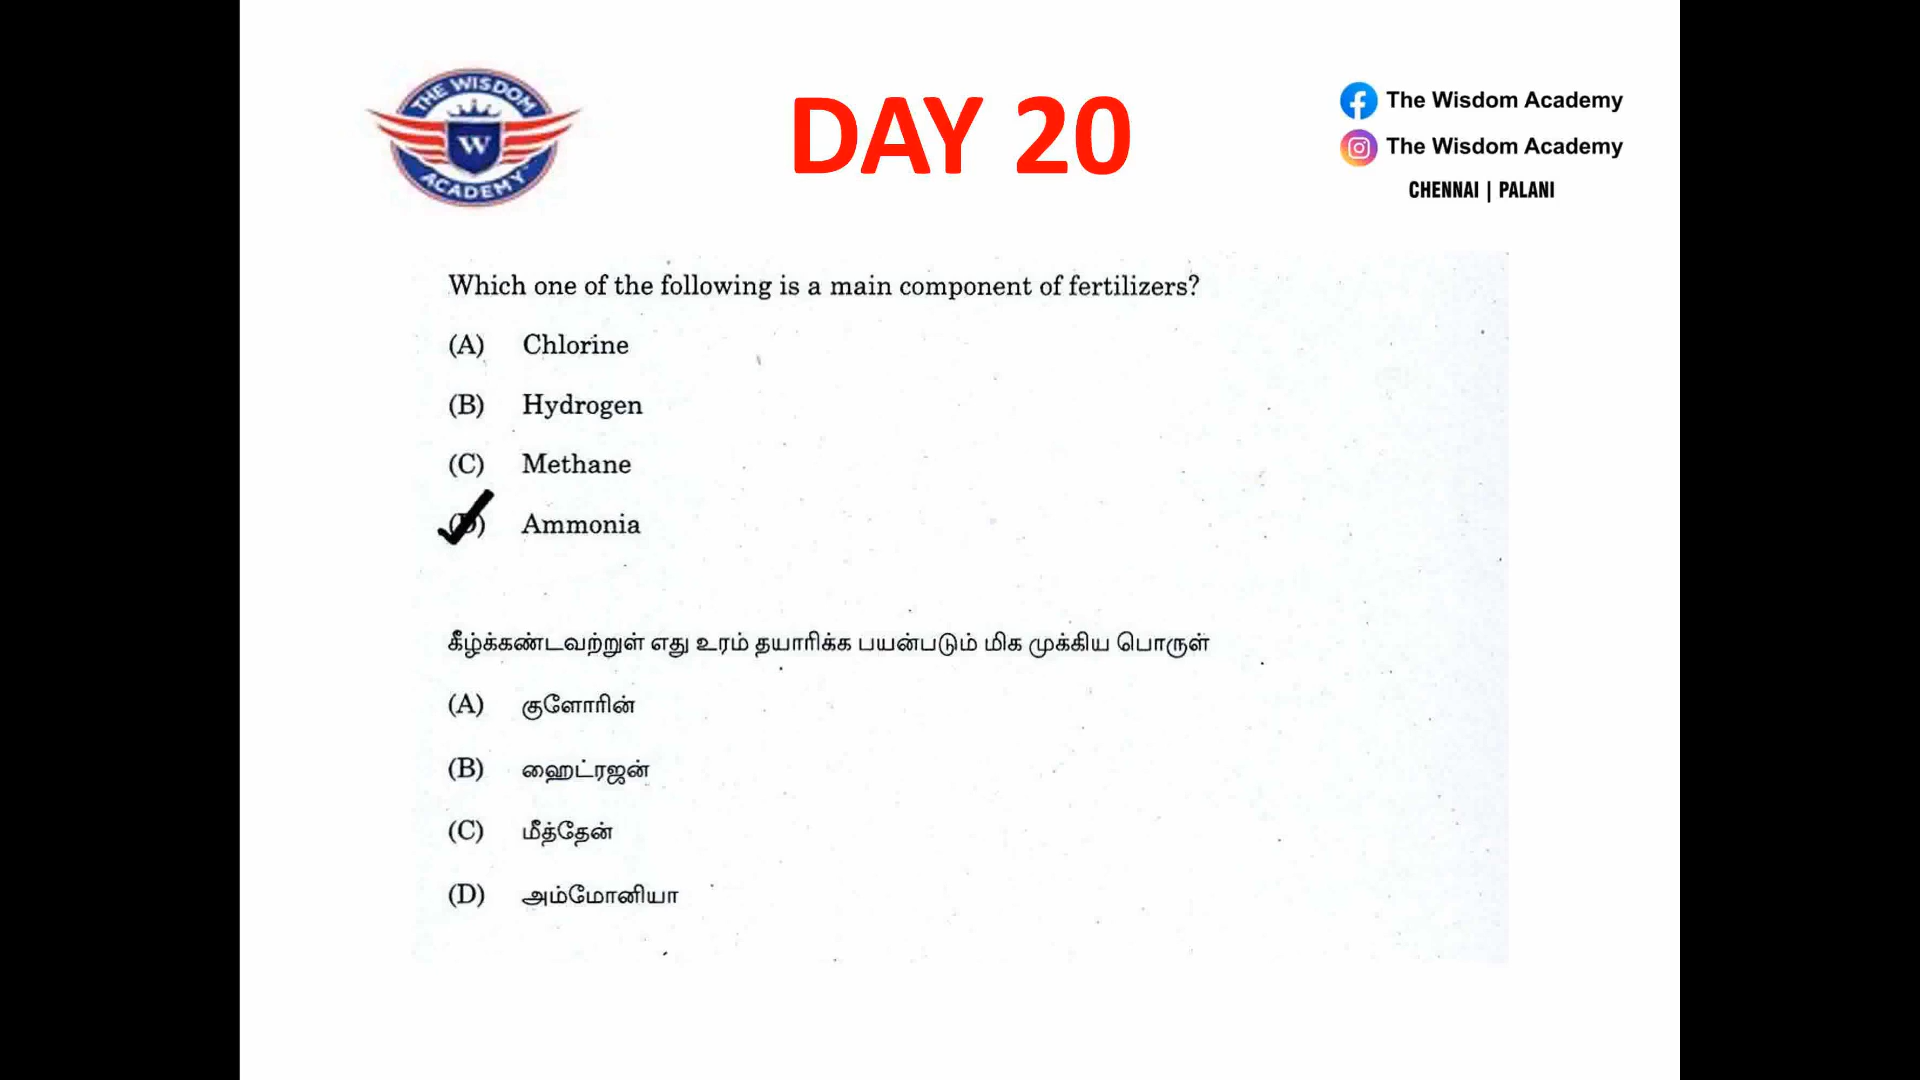 THE WISDOM
W
ACADEMY
DAY 20
The Wisdom Academy
The Wisdom Academy
CHENNAI | PALANI
Which one of the following is a main component of fertilizers?
(A) Chlorine
(B) Hydrogen
(C) Methane
(D) Ammonia
கீழ்க்கண்டவற்றுள் எது உரம் தயாரிக்க பயன்படும் மிக முக்கிய பொருள்
(A) குளோரின்
(B) ஹைட்ரஜன்
(C) மீத்தேன்
(D) அம்மோனியா